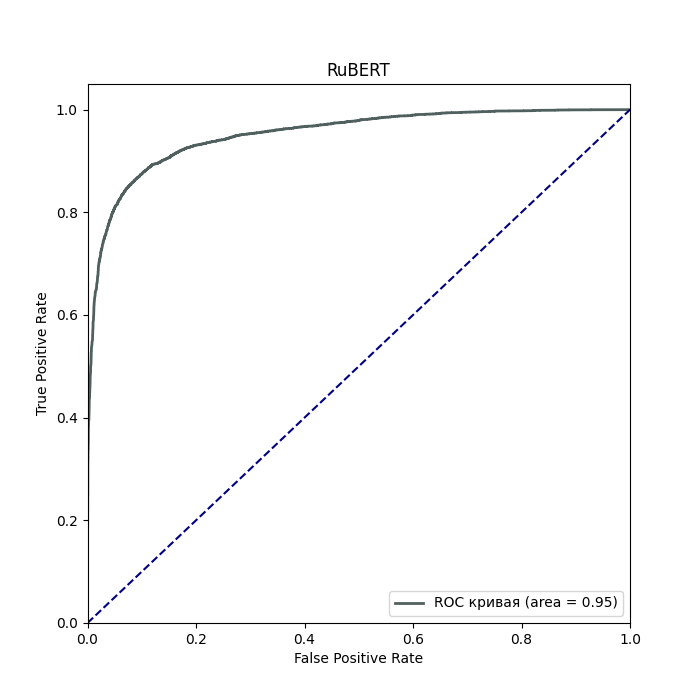 RuBERT
1.0
0.8
0.6
0.4
0.2
0.0
True Positive Rate
ROC кривая (area = 0.95)
0.0 0.2 0.4 0.6 0.8 1.0
False Positive Rate